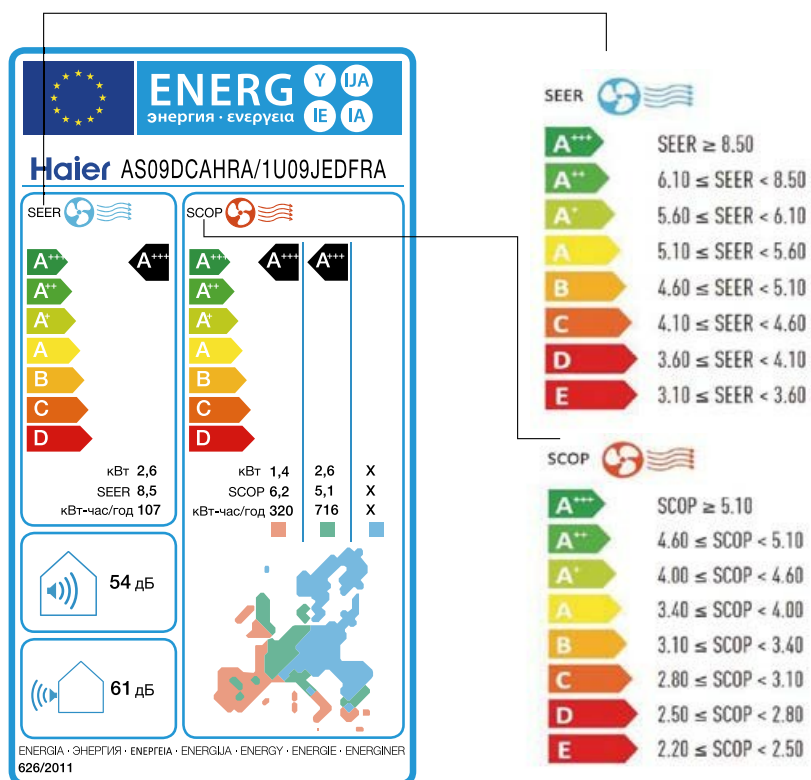 ENERG
енергия · ενεργεια
Y IJA
IE IA
Haier AS09DCAHRA/1U09JEDFRA
SEER
A+++ A+++
A++
A+
A
B
C
D
кВт 2,6
SEER 8,5
кВт-час/год 107
SCOP
A+++ A+++ A+++
A++
A+
A
B
C
D
кВт 1,4 2,6 X
SCOP 6,2 5,1 X
кВт-час/год 320 716 X
54 дБ
61 дБ
ENERGIA · ЭНЕРГИЯ · ΕΝΕΡΓΕΙΑ · ENERGIJA · ENERGY · ENERGIE · ENERGINER
626/2011
SEER
A+++ SEER ≥ 8.50
A++ 6.10 ≤ SEER < 8.50
A+ 5.60 ≤ SEER < 6.10
A 5.10 ≤ SEER < 5.60
B 4.60 ≤ SEER < 5.10
C 4.10 ≤ SEER < 4.60
D 3.60 ≤ SEER < 4.10
E 3.10 ≤ SEER < 3.60
SCOP
A+++ SCOP ≥ 5.10
A++ 4.60 ≤ SCOP < 5.10
A+ 4.00 ≤ SCOP < 4.60
A 3.40 ≤ SCOP < 4.00
B 3.10 ≤ SCOP < 3.40
C 2.80 ≤ SCOP < 3.10
D 2.50 ≤ SCOP < 2.80
E 2.20 ≤ SCOP < 2.50